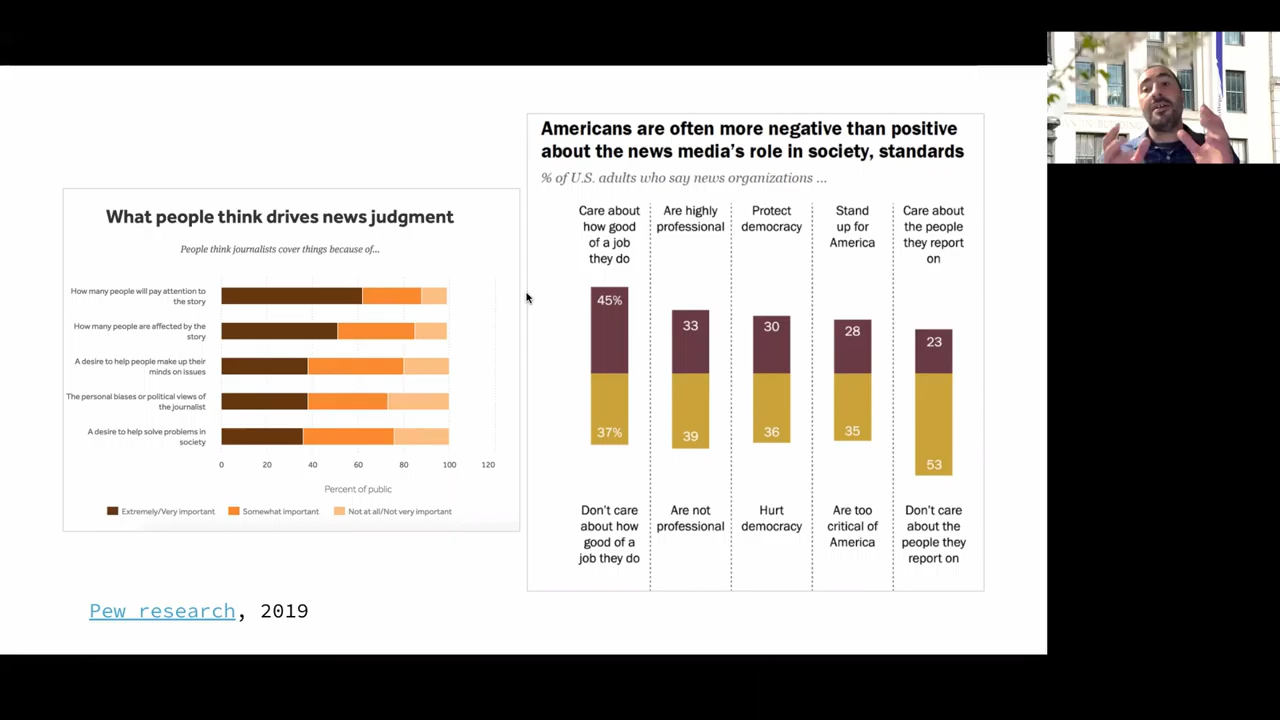 What people think drives news judgment
People think journalists cover things because of...
How many people will pay attention to
the story
How many people are affected by the
story
A desire to help people make up their
minds on issues
The personal biases or political views of
the journalist
A desire to help solve problems in
society
0 20 40 60 80 100 120
Percent of public
Extremely/Very important Somewhat important Not at all/Not very important
Pew research, 2019
Americans are often more negative than positive
about the news media's role in society, standards
% of U.S. adults who say news organizations ...
Care about
how good
of a job
they do
Are highly
professional
Protect
democracy
Stand
up for
America
Care about
the people
they report
on
45% 33 30 28 23
37% 39 36 35 53
Don't care
about how
good of a
job they do
Are not
professional
Hurt
democracy
Are too
critical of
America
Don't care
about the
people they
report on